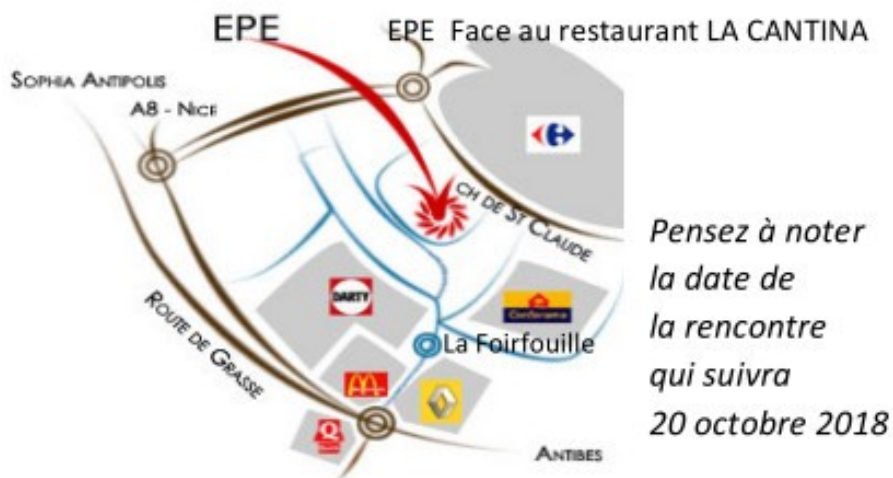 EPE
EPE Face au restaurant LA CANTINA
SOPHIA ANTIPOLIS
A8 - NICE
CH DE ST CLAUDE
DARTY
Conforama
ROUTE DE GRASSE
La Foirfouille
Q
ANTIBES
Pensez à noter
la date de
la rencontre
qui suivra
20 octobre 2018